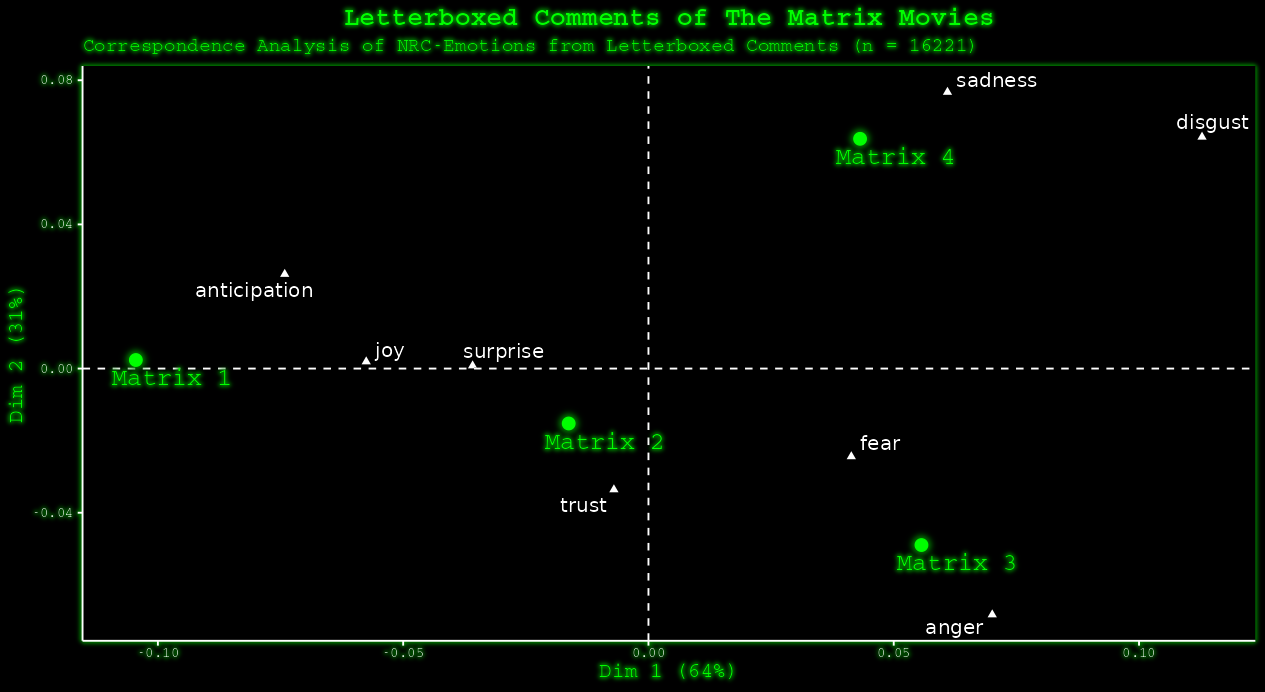 Letterboxed Comments of The Matrix Movies
Correspondence Analysis of NRC-Emotions from Letterboxed Comments (n = 16221)
0.08
sadness
disgust
Matrix 4
0.04
anticipation
joy
surprise
0.00
Matrix 1
Dim 2 (31%)
Matrix 2
fear
trust
-0.04
Matrix 3
anger
-0.10
-0.05
0.00
0.05
0.10
Dim 1 (64%)